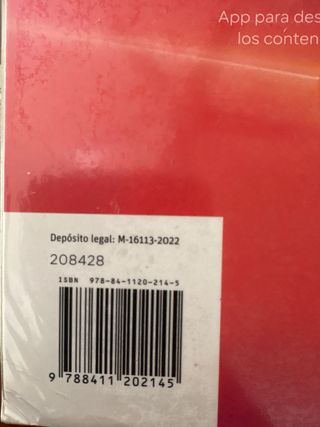 App para des
los conten
Depósito legal: M-16113-2022
208428
ISBN 978-84-1120-214-5
9 788411 202145